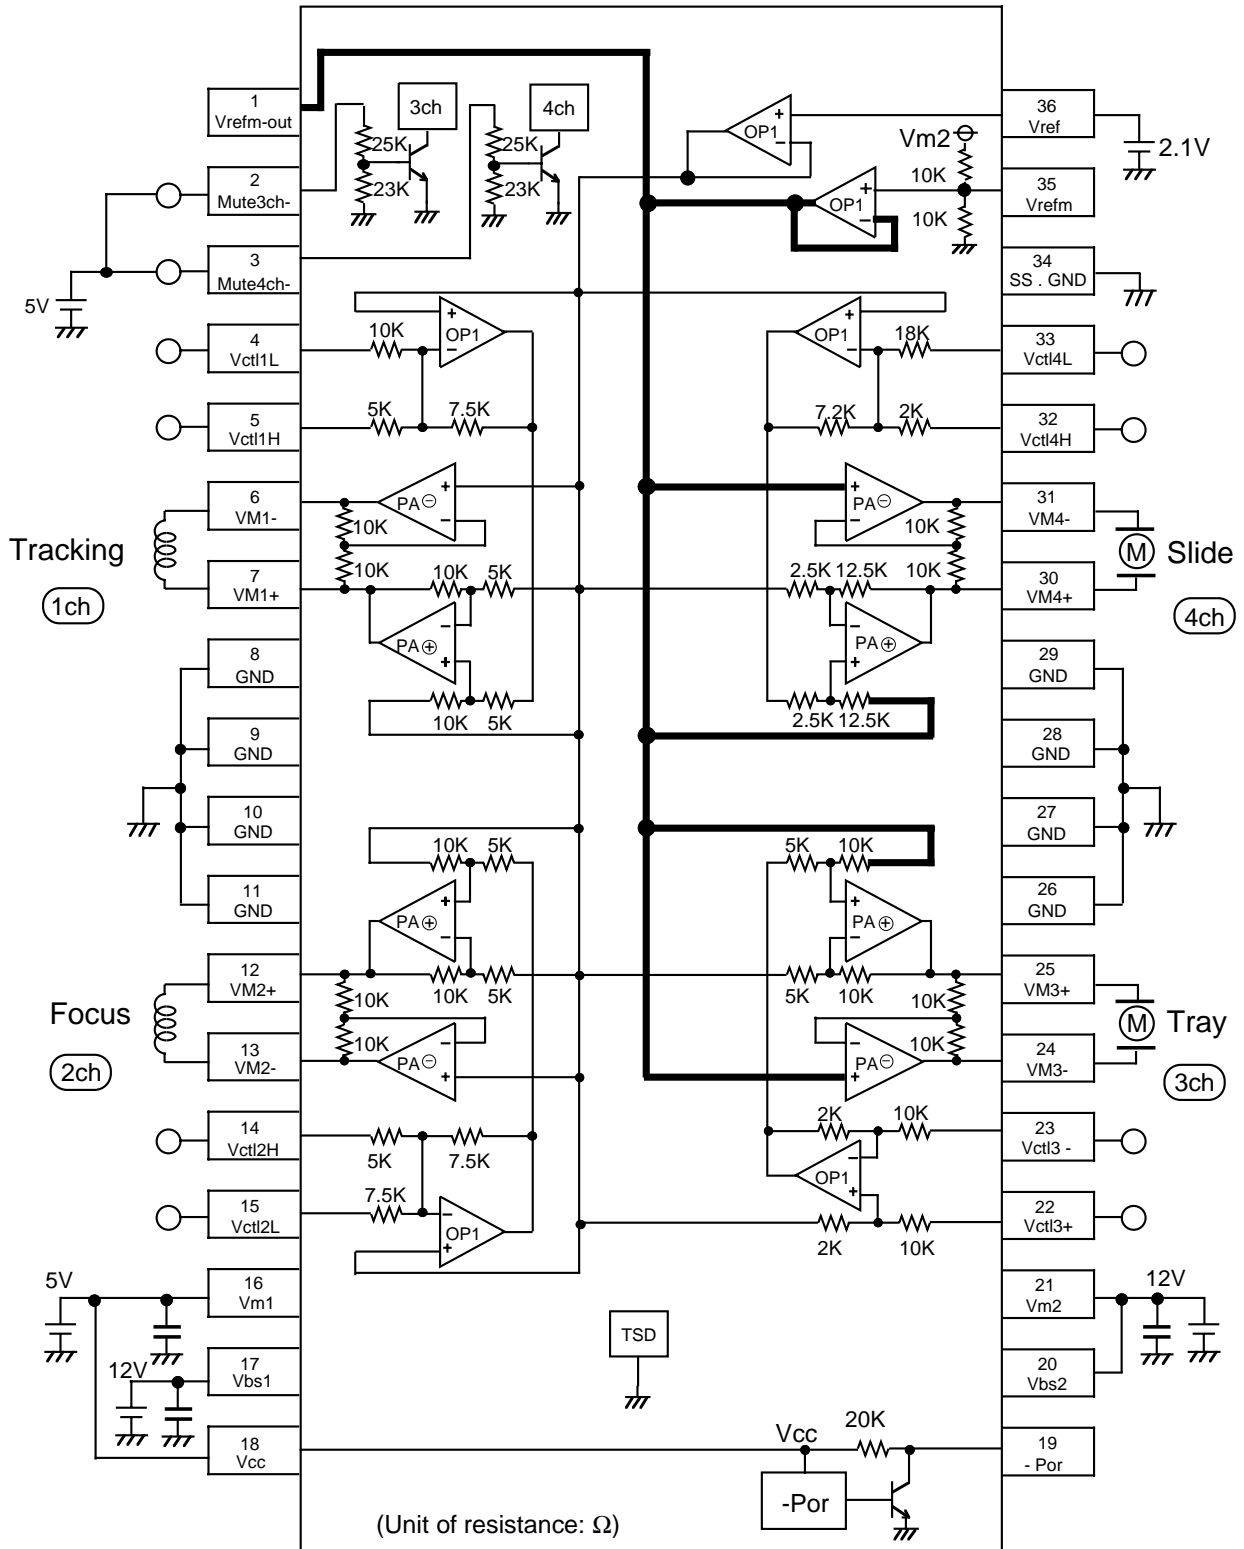 1
Vrefm-out
2
Mute3ch-
3
Mute4ch-
5V
4
Vctl1L
5
Vctl1H
6
VM1-
Tracking
1ch
7
VM1+
8
GND
9
GND
10
GND
11
GND
12
VM2+
Focus
2ch
13
VM2-
14
Vctl2H
15
Vctl2L
5V
16
Vm1
12V
17
Vbs1
18
Vcc
3ch
25K
23K
4ch
25K
23K
10K
+
OP1
−
5K
7.5K
PA⊖
+
−
10K
10K
10K
5K
PA⊕
−
+
10K
5K
10K
5K
PA⊕
+
−
10K
5K
10K
10K
PA⊖
−
+
5K
7.5K
7.5K
−
OP1
+
OP1
+
−
Vm2
10K
OP1
+
−
10K
OP1
+
−
18K
7.2K
2K
+
PA⊖
−
10K
10K
2.5K
12.5K
−
PA⊕
+
2.5K
12.5K
5K
10K
+
PA⊕
−
5K
10K
10K
10K
−
PA⊖
+
2K
10K
−
OP1
+
2K
10K
TSD
Vcc
20K
-Por
(Unit of resistance: Ω)
36
Vref
2.1V
35
Vrefm
34
SS . GND
33
Vctl4L
32
Vctl4H
31
VM4-
M
Slide
4ch
30
VM4+
29
GND
28
GND
27
GND
26
GND
25
VM3+
M
Tray
3ch
24
VM3-
23
Vctl3 -
22
Vctl3+
12V
21
Vm2
20
Vbs2
19
- Por